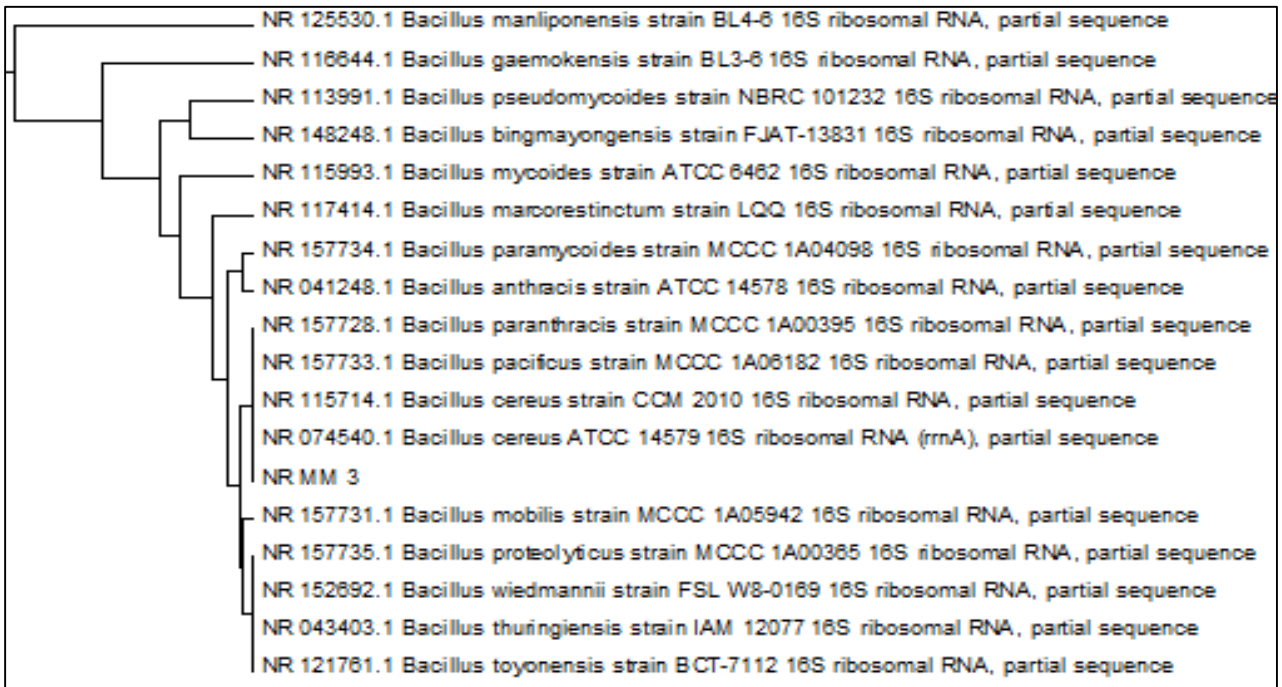 NR 125530.1 Bacillus manliponensis strain BL4-6 16S ribosomal RNA, partial sequence
NR 116644.1 Bacillus gaemokensis strain BL3-6 16S ribosomal RNA, partial sequence
NR 113991.1 Bacillus pseudomycoides strain NBRC 101232 16S ribosomal RNA, partial sequence
NR 148248.1 Bacillus bingmayongensis strain FJAT-13831 16S ribosomal RNA, partial sequence
NR 115993.1 Bacillus mycoides strain ATCC 6462 16S ribosomal RNA, partial sequence
NR 117414.1 Bacillus marcorestinctum strain LQQ 16S ribosomal RNA, partial sequence
NR 157734.1 Bacillus paramycoides strain MCCC 1A04098 16S ribosomal RNA, partial sequence
NR 041248.1 Bacillus anthracis strain ATCC 14578 16S ribosomal RNA, partial sequence
NR 157728.1 Bacillus paranthracis strain MCCC 1A00395 16S ribosomal RNA, partial sequence
NR 157733.1 Bacillus pacificus strain MCCC 1A06182 16S ribosomal RNA, partial sequence
NR 115714.1 Bacillus cereus strain CCM 2010 16S ribosomal RNA, partial sequence
NR 074540.1 Bacillus cereus ATCC 14579 16S ribosomal RNA (rrnA), partial sequence
NR MM 3
NR 157731.1 Bacillus mobilis strain MCCC 1A05942 16S ribosomal RNA, partial sequence
NR 157735.1 Bacillus proteolyticus strain MCCC 1A00365 16S ribosomal RNA, partial sequence
NR 152692.1 Bacillus wiedmannii strain FSL W8-0169 16S ribosomal RNA, partial sequence
NR 043403.1 Bacillus thuringiensis strain IAM 12077 16S ribosomal RNA, partial sequence
NR 121761.1 Bacillus toyonensis strain BCT-7112 16S ribosomal RNA, partial sequence